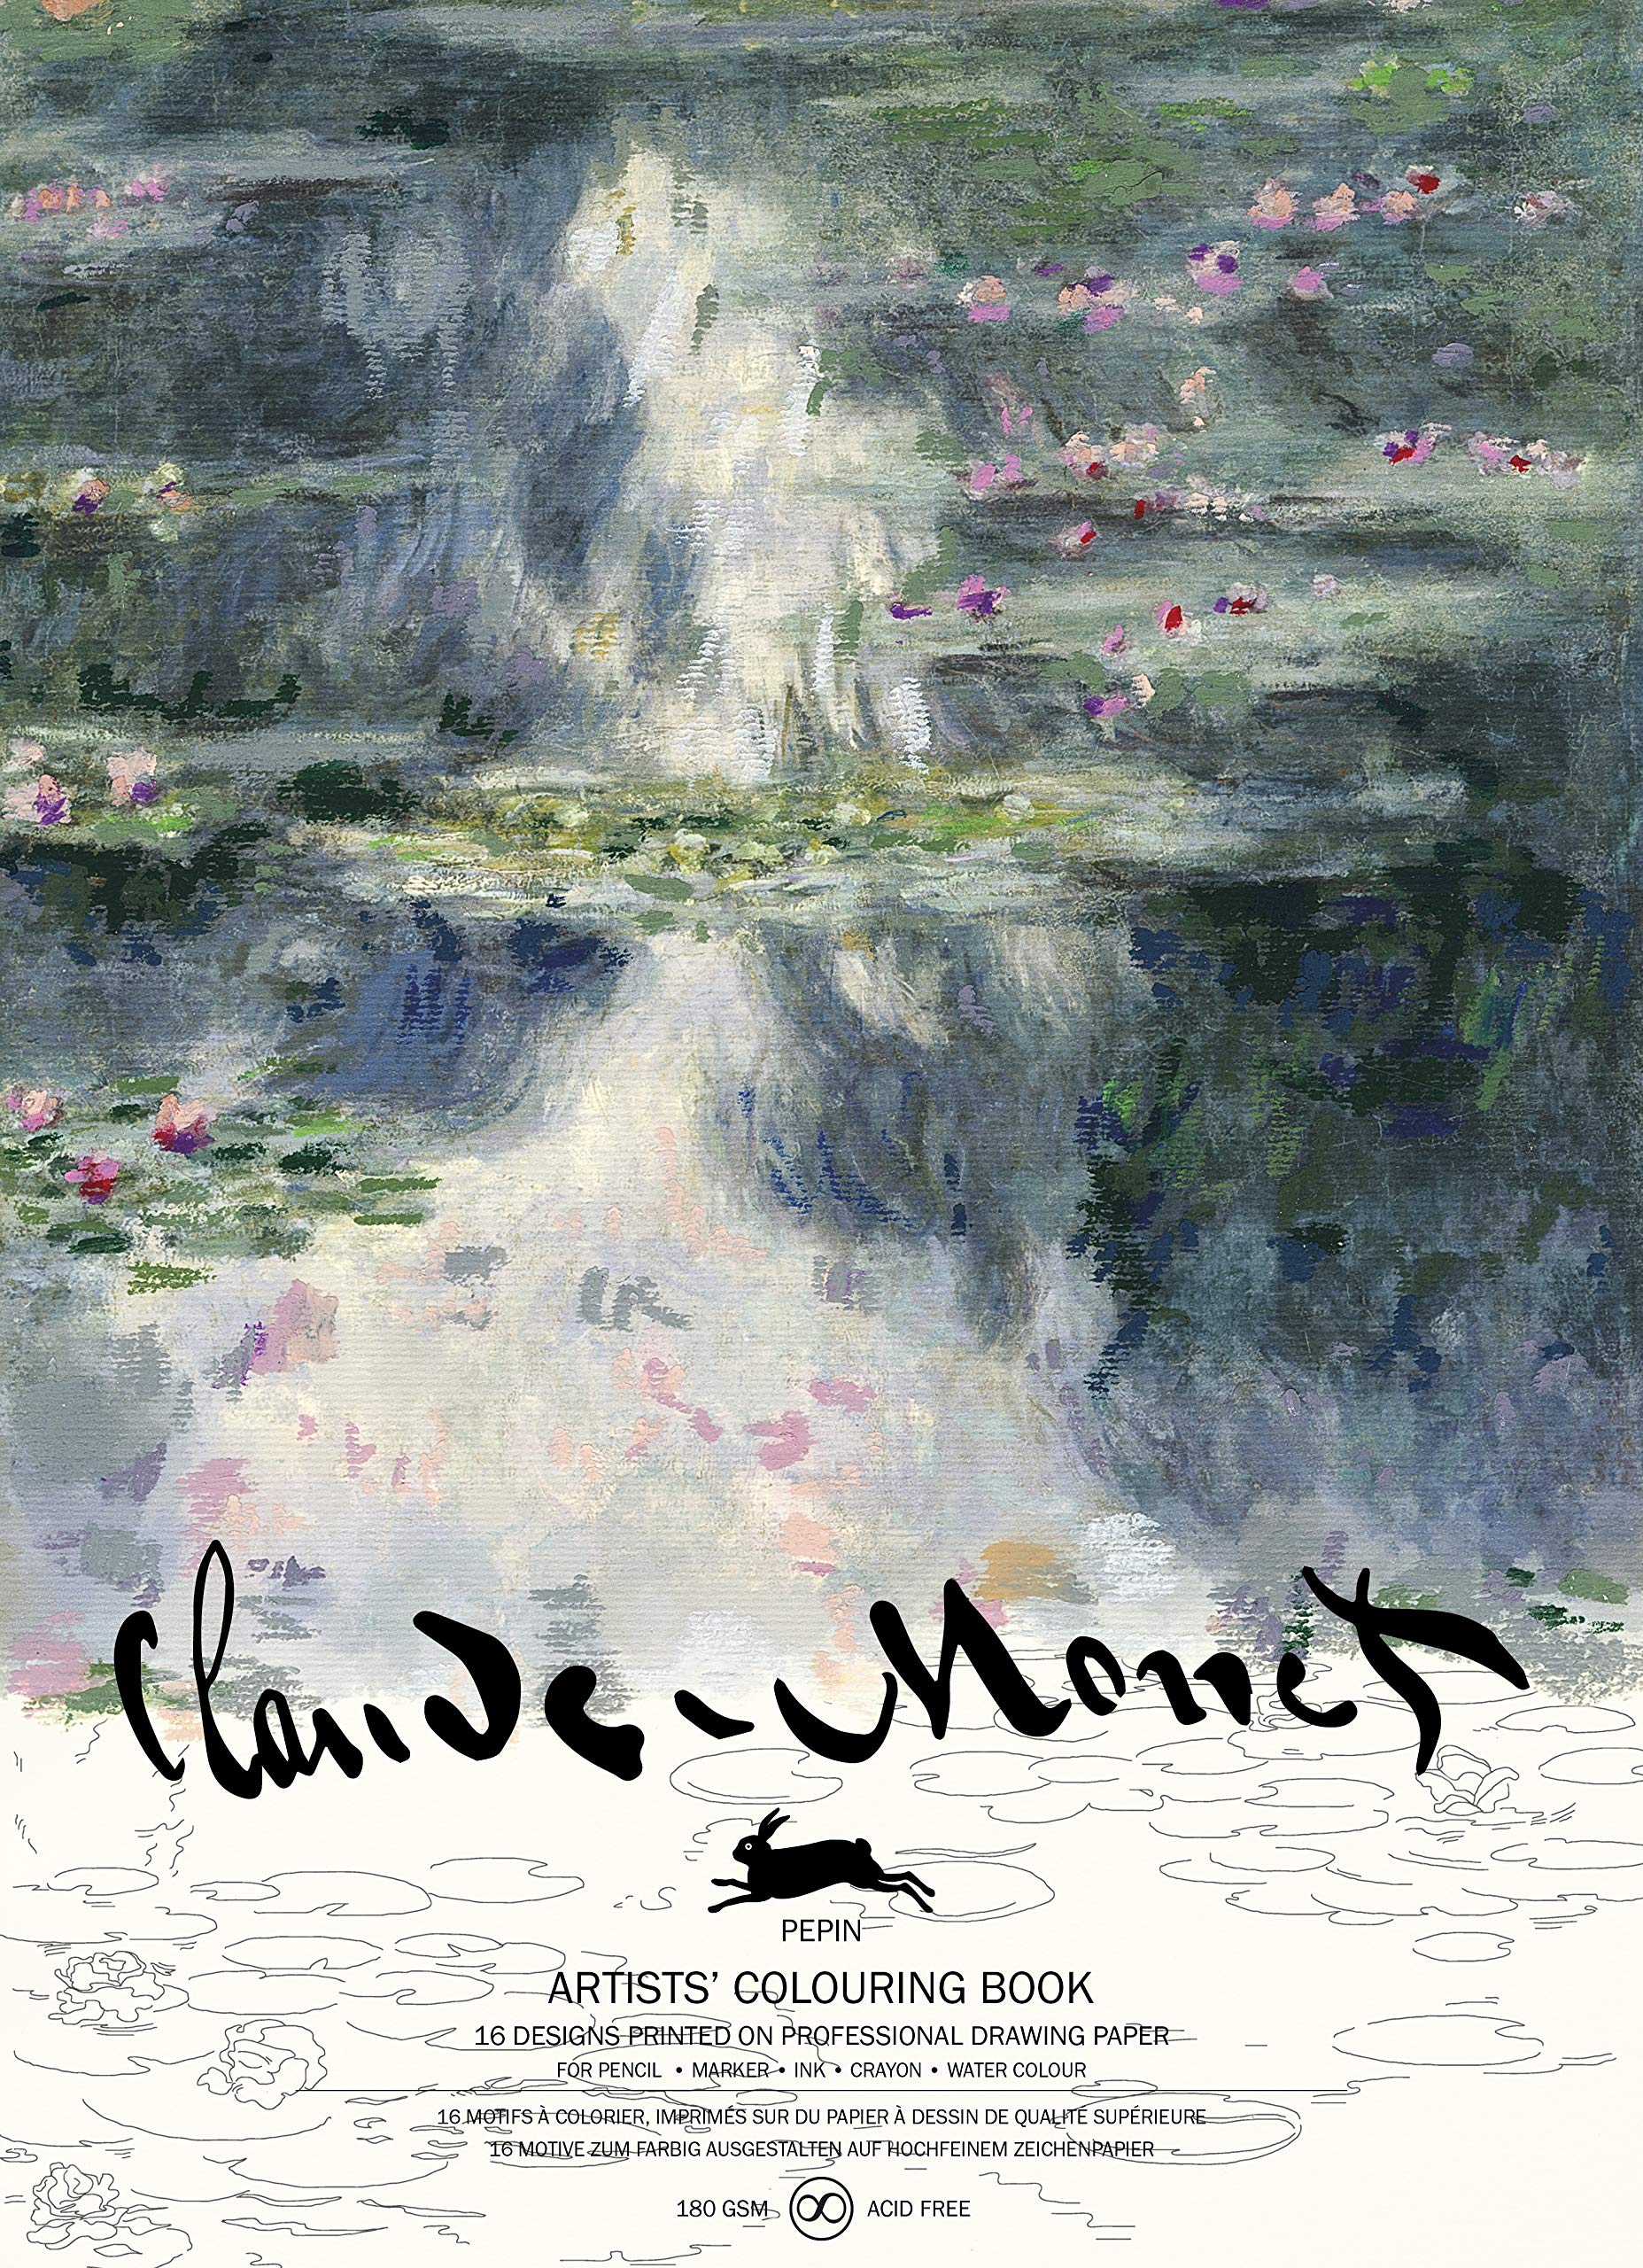 Claude-Monet
PEPIN
ARTISTS’ COLOURING BOOK
16 DESIGNS PRINTED ON PROFESSIONAL DRAWING PAPER
FOR PENCIL • MARKER • INK • CRAYON • WATER COLOUR
16 MOTIFS À COLORIER, IMPRIMÉS SUR DU PAPIER À DESSIN DE QUALITÉ SUPÉRIEURE
16 MOTIVE ZUM FARBIG AUSGESTALTEN AUF HOCHFEINEM ZEICHENPAPIER
180 GSM ∞ ACID FREE